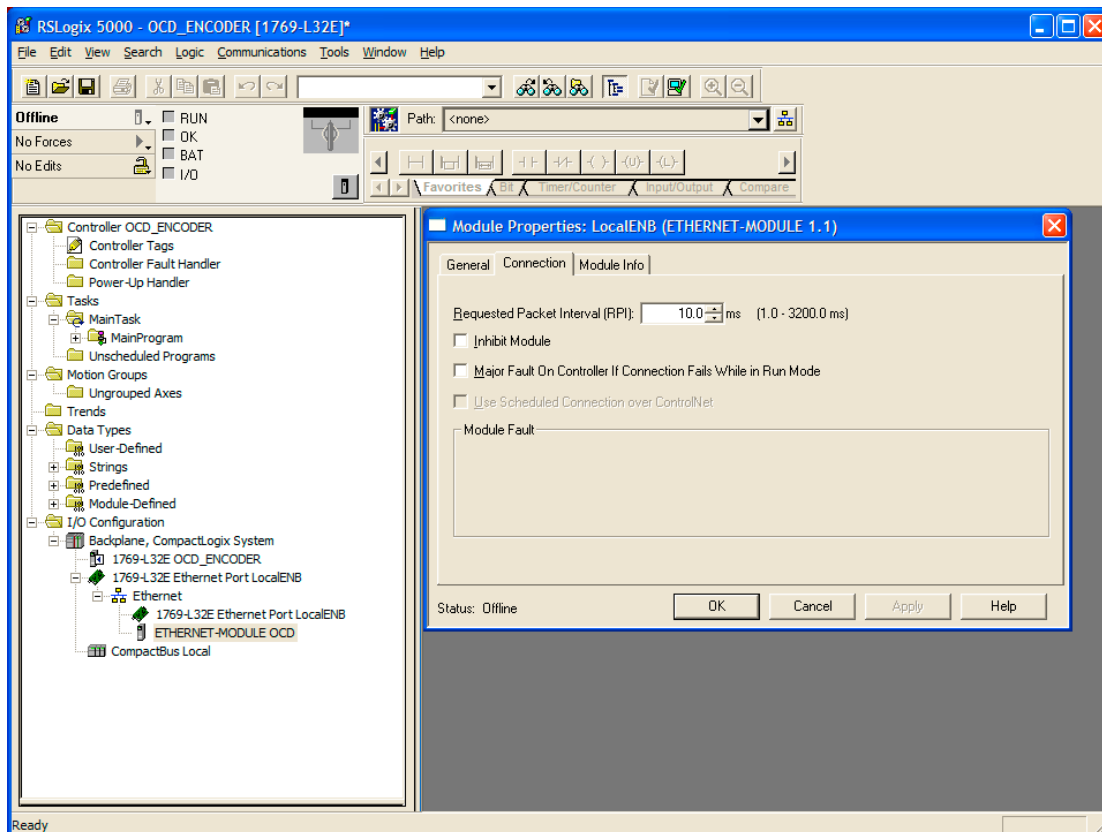 RSLogix 5000 - OCD_ENCODER [1769-L32E]*
File Edit View Search Logic Communications Tools Window Help
Offline
RUN
Path: <none>
No Forces
OK
No Edits
BAT
I/O
Favorites Bit Timer/Counter Input/Output Compare
Controller OCD_ENCODER
Controller Tags
Controller Fault Handler
Power-Up Handler
Tasks
MainTask
MainProgram
Unscheduled Programs
Motion Groups
Ungrouped Axes
Trends
Data Types
User-Defined
Strings
Predefined
Module-Defined
I/O Configuration
Backplane, CompactLogix System
1769-L32E OCD_ENCODER
1769-L32E Ethernet Port LocalENB
Ethernet
1769-L32E Ethernet Port LocalENB
ETHERNET-MODULE OCD
CompactBus Local
Module Properties: LocalENB (ETHERNET-MODULE 1.1)
General Connection Module Info
Requested Packet Interval (RPI): 10.0 ms (1.0 - 3200.0 ms)
Inhibit Module
Major Fault On Controller If Connection Fails While in Run Mode
Use Scheduled Connection over ControlNet
Module Fault
Status: Offline
OK Cancel Apply Help
Ready